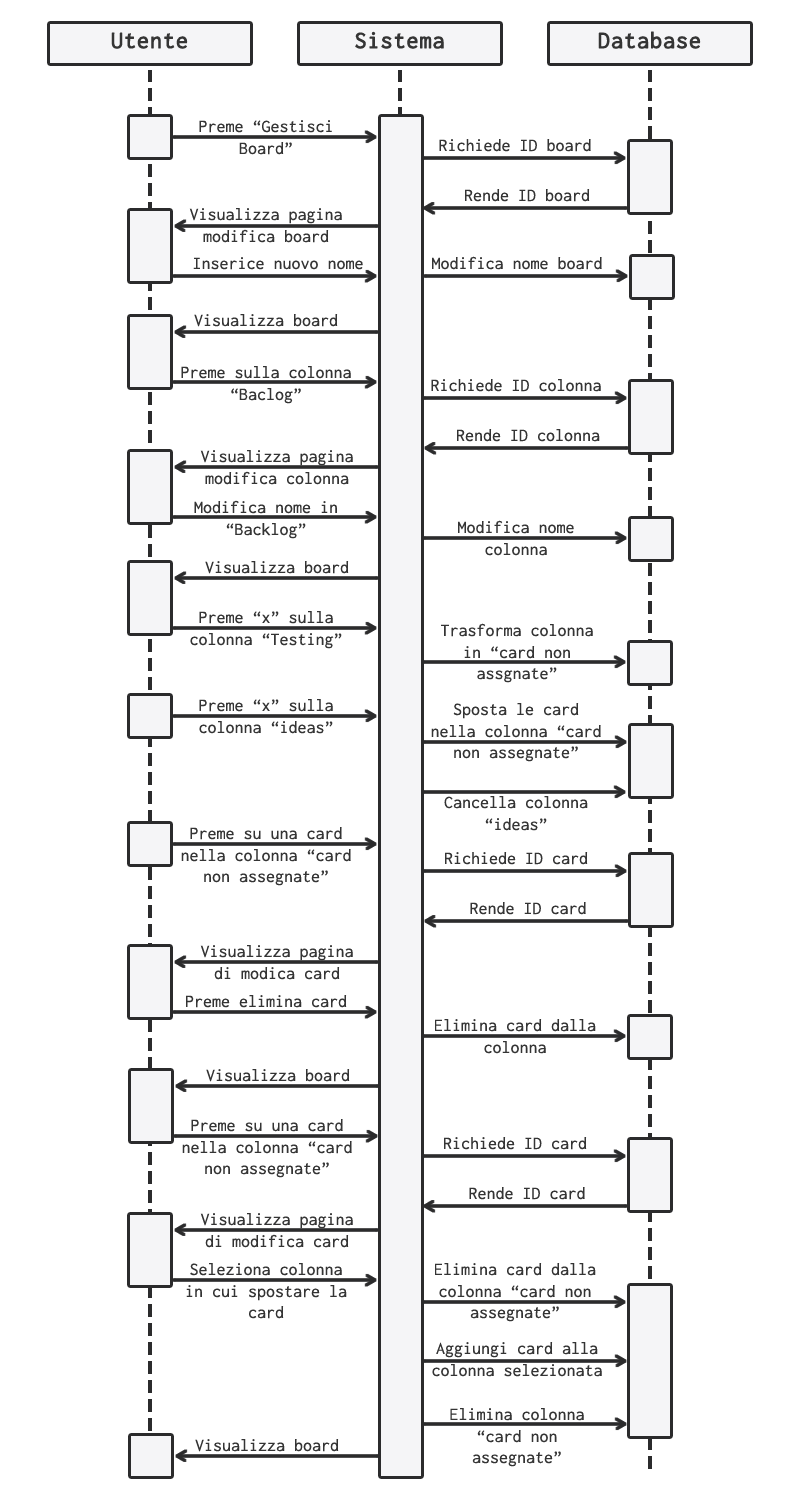 Utente
Sistema
Database
Preme “Gestisci
Board”
Richiede ID board
Rende ID board
Visualizza pagina
modifica board
Inserice nuovo nome
Modifica nome board
Visualizza board
Preme sulla colonna
“Baclog”
Richiede ID colonna
Rende ID colonna
Visualizza pagina
modifica colonna
Modifica nome in
“Backlog”
Modifica nome
colonna
Visualizza board
Preme “x” sulla
colonna “Testing”
Trasforma colonna
in “card non
assgnate”
Preme “x” sulla
colonna “ideas”
Sposta le card
nella colonna “card
non assegnate”
Cancella colonna
“ideas”
Preme su una card
nella colonna “card
non assegnate”
Richiede ID card
Rende ID card
Visualizza pagina
di modica card
Preme elimina card
Elimina card dalla
colonna
Visualizza board
Preme su una card
nella colonna “card
non assegnate”
Richiede ID card
Rende ID card
Visualizza pagina
di modifica card
Seleziona colonna
in cui spostare la
card
Elimina card dalla
colonna “card non
assegnate”
Aggiungi card alla
colonna selezionata
Elimina colonna
“card non
assegnate”
Visualizza board